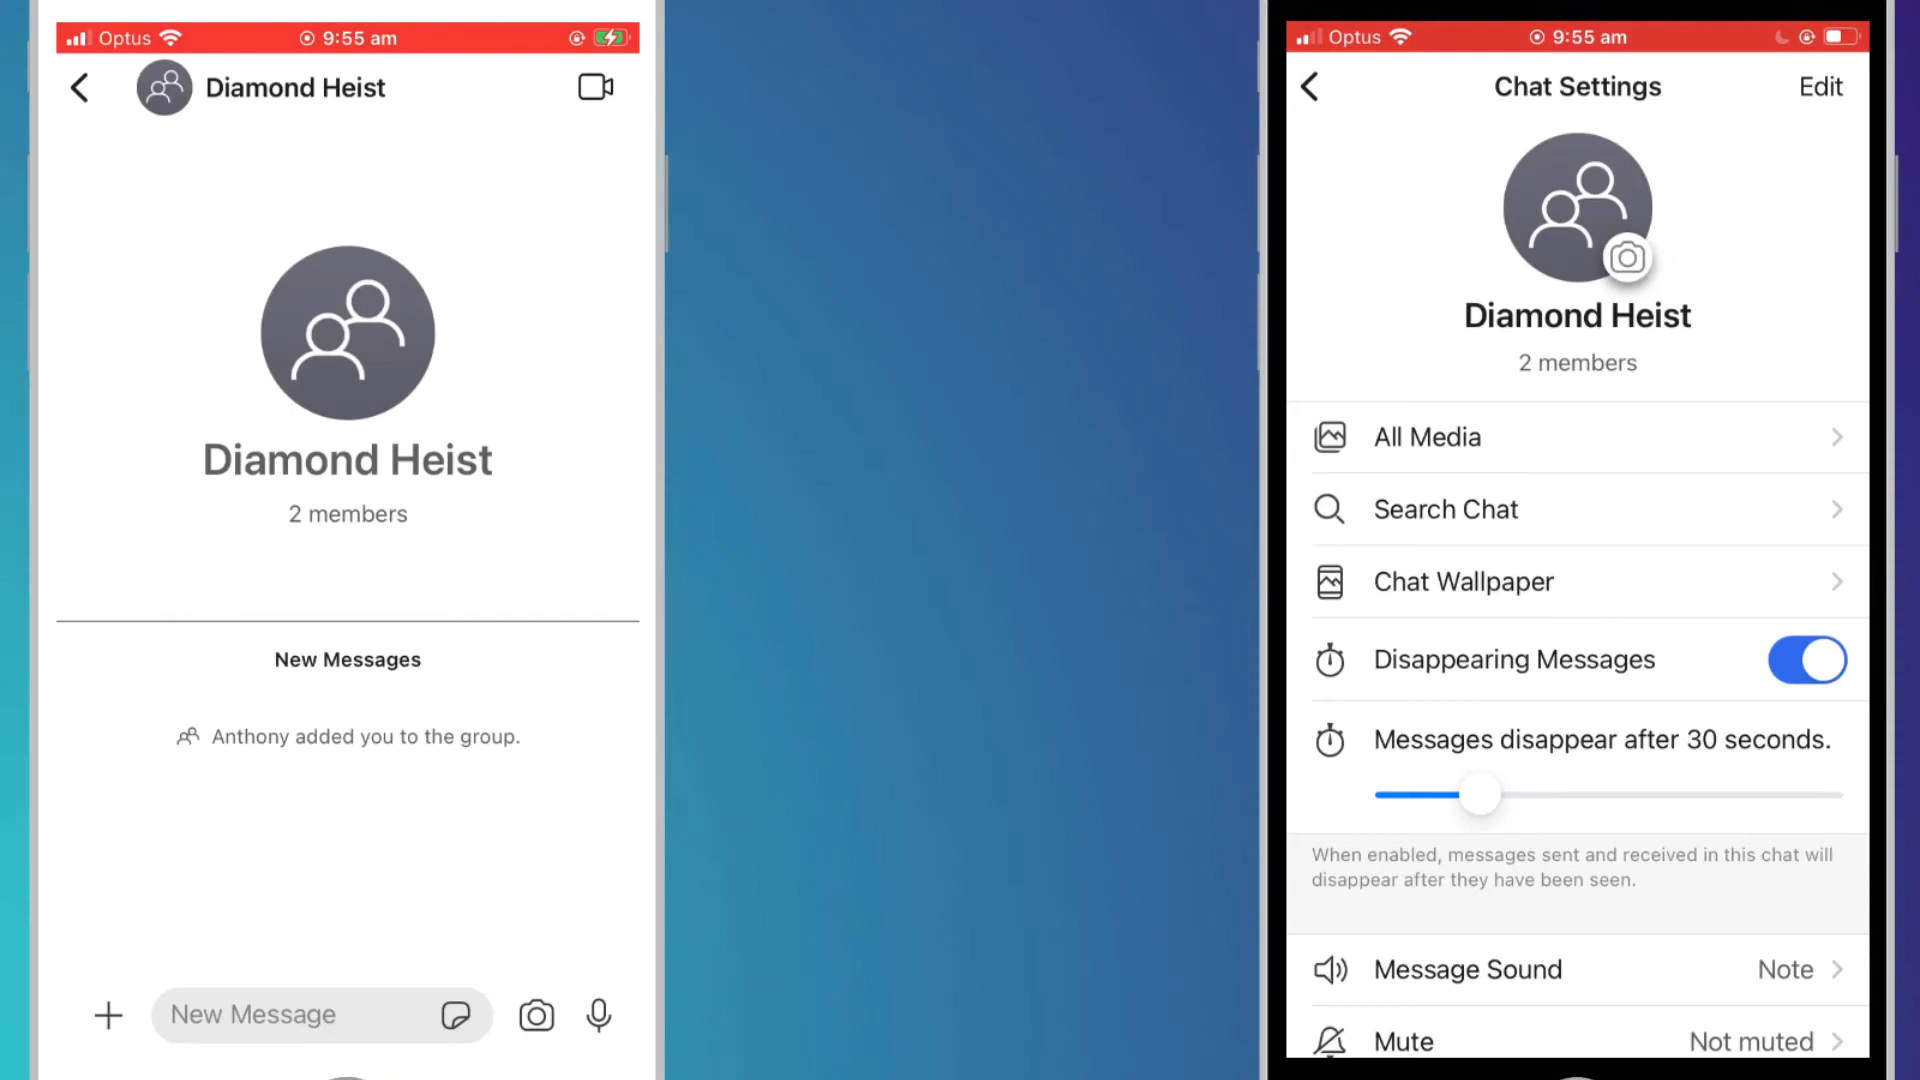 Optus
9:55 am
Diamond Heist
Diamond Heist
2 members
New Messages
Anthony added you to the group.
New Message
Optus
9:55 am
Chat Settings
Edit
Diamond Heist
2 members
All Media
Search Chat
Chat Wallpaper
Disappearing Messages
Messages disappear after 30 seconds.
When enabled, messages sent and received in this chat will
disappear after they have been seen.
Message Sound
Note
Mute
Not muted